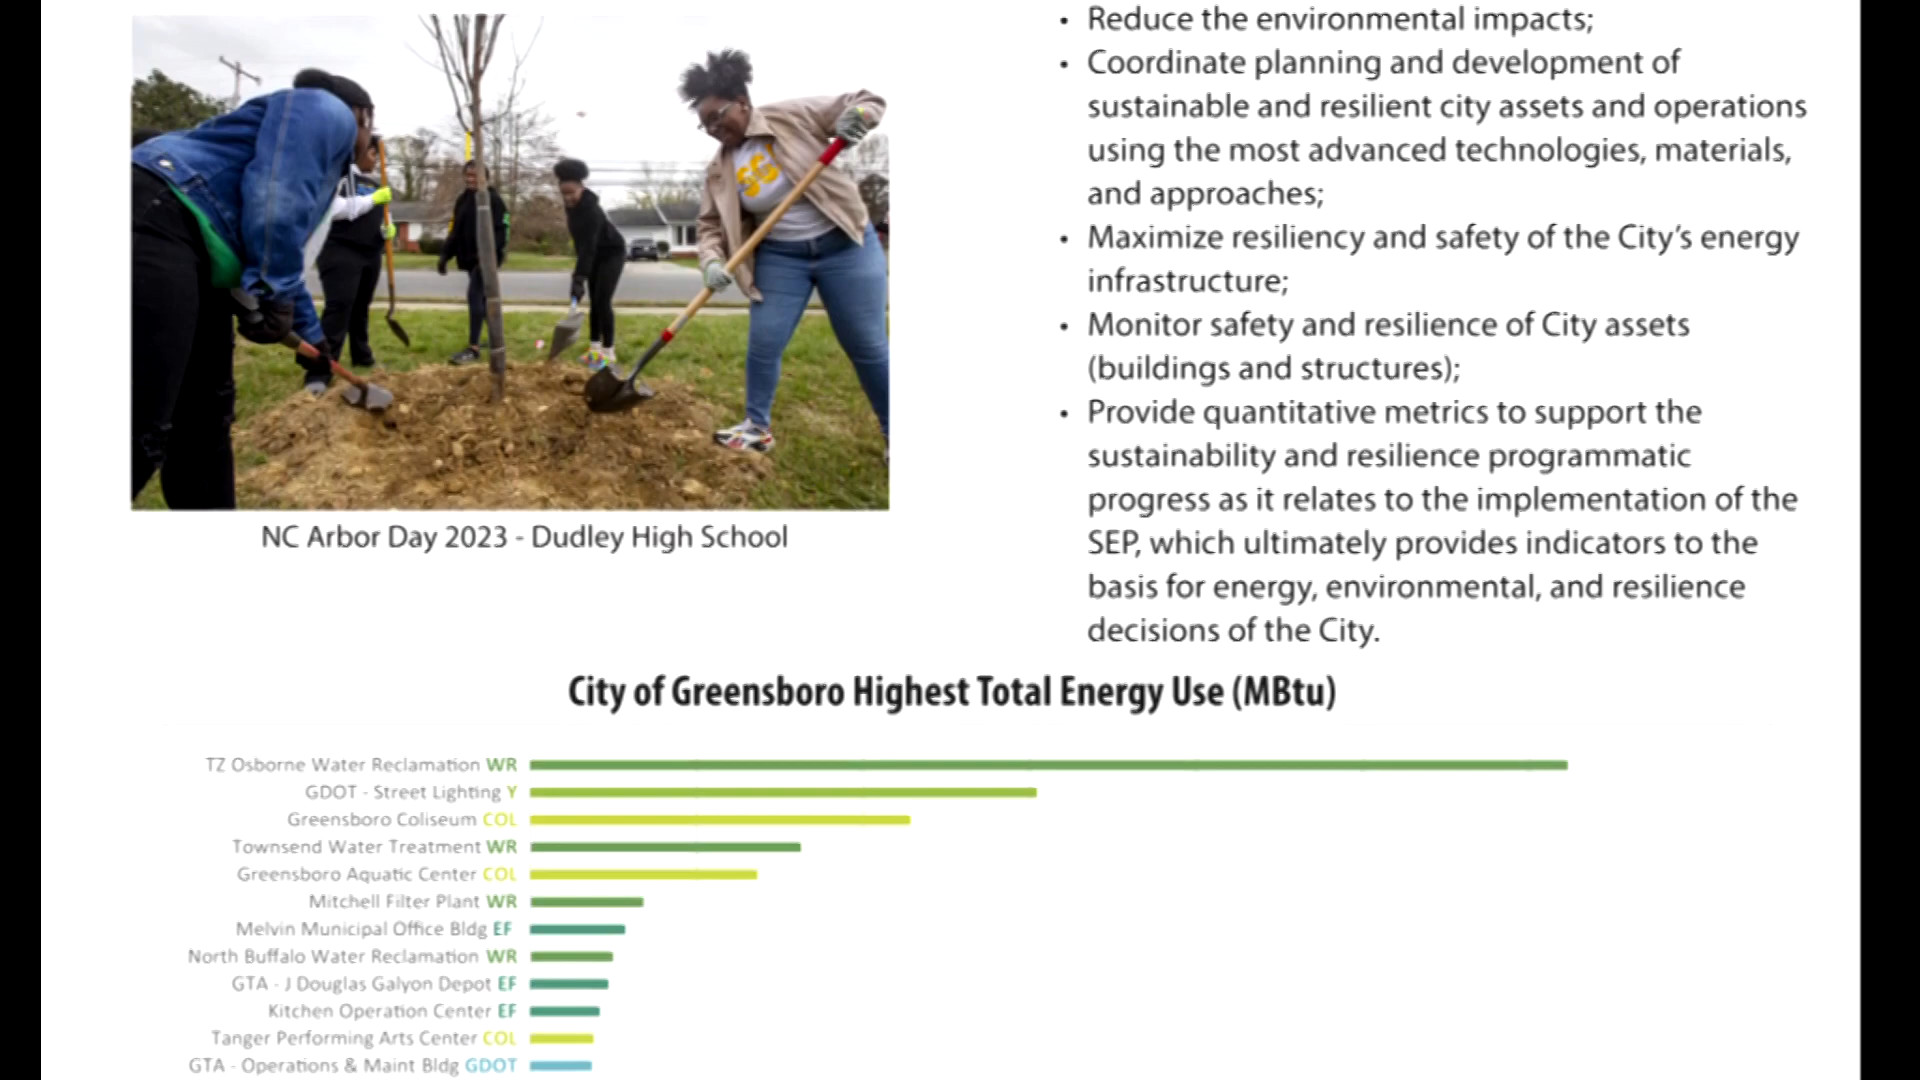 • Reduce the environmental impacts;
• Coordinate planning and development of
sustainable and resilient city assets and operations
using the most advanced technologies, materials,
and approaches;
• Maximize resiliency and safety of the City's energy
infrastructure;
• Monitor safety and resilience of City assets
(buildings and structures);
• Provide quantitative metrics to support the
sustainability and resilience programmatic
progress as it relates to the implementation of the
SEP, which ultimately provides indicators to the
basis for energy, environmental, and resilience
decisions of the City.
NC Arbor Day 2023 - Dudley High School
City of Greensboro Highest Total Energy Use (MBtu)
TZ Osborne Water Reclamation WR
GDOT - Street Lighting Y
Greensboro Coliseum COL
Townsend Water Treatment WR
Greensboro Aquatic Center COL
Mitchell Filter Plant WR
Melvin Municipal Office Bldg EF
North Buffalo Water Reclamation WR
GTA - J Douglas Galyon Depot EF
Kitchen Operation Center EF
Tanger Performing Arts Center COL
GTA - Operations & Maint Bldg GDOT